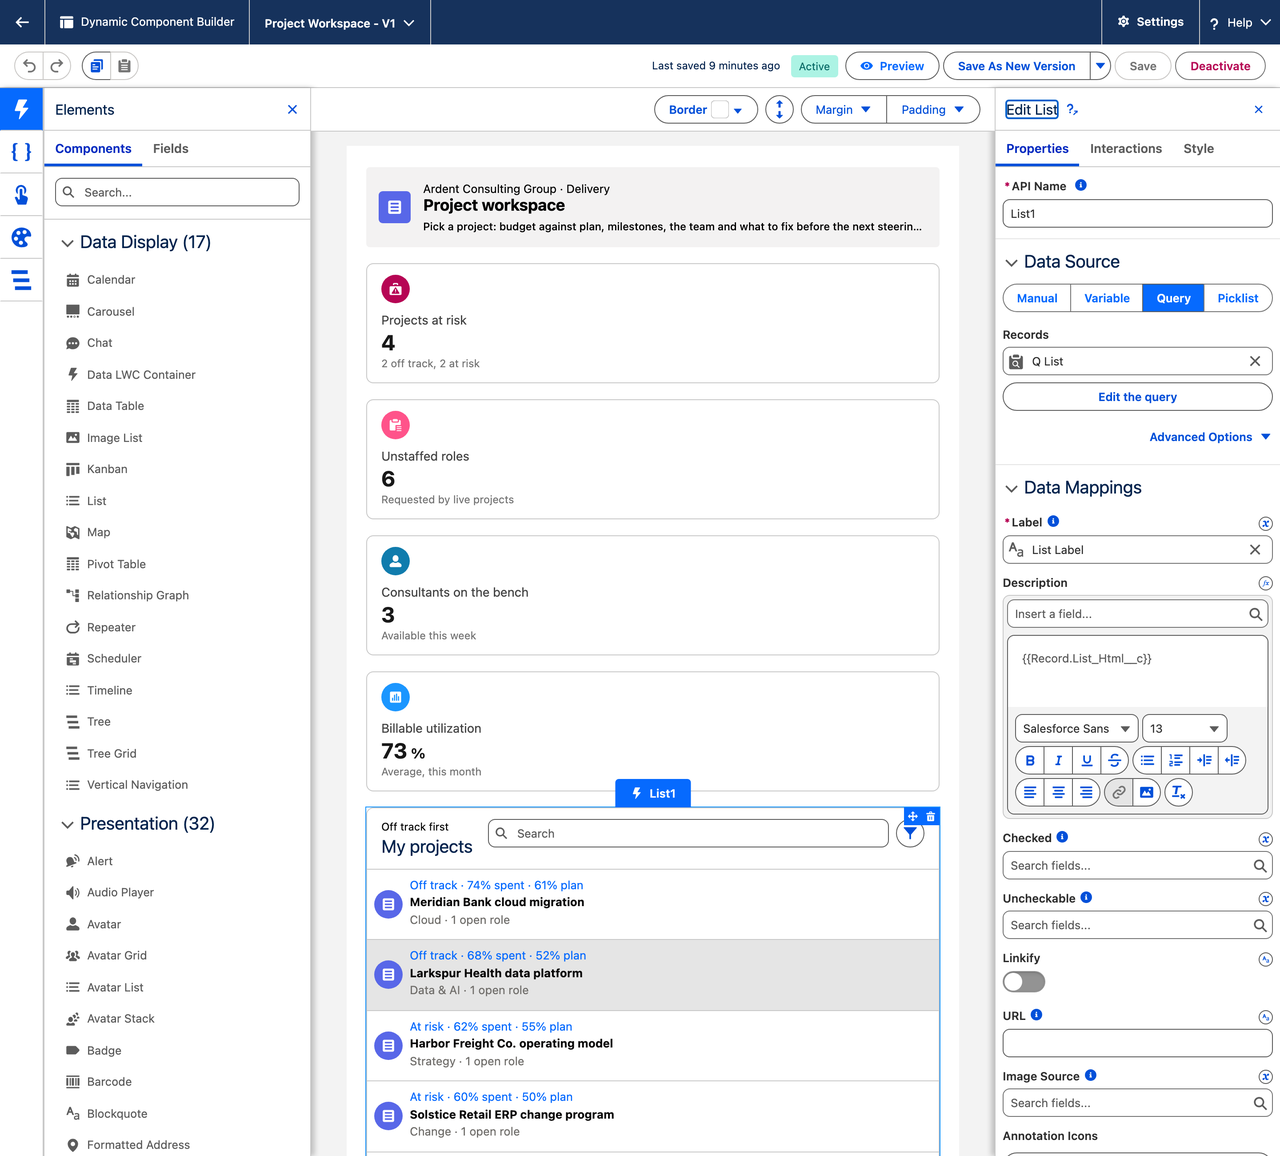 Dynamic Component Builder
Project Workspace - V1
Settings
? Help
Last saved 9 minutes ago
Active
Preview
Save As New Version
Save
Deactivate
Elements
Components
Fields
Search...
Data Display (17)
Calendar
Carousel
Chat
Data LWC Container
Data Table
Image List
Kanban
List
Map
Pivot Table
Relationship Graph
Repeater
Scheduler
Timeline
Tree
Tree Grid
Vertical Navigation
Presentation (32)
Alert
Audio Player
Avatar
Avatar Grid
Avatar List
Avatar Stack
Badge
Barcode
Blockquote
Formatted Address
Border
Margin
Padding
Ardent Consulting Group · Delivery
Project workspace
Pick a project: budget against plan, milestones, the team and what to fix before the next steerin...
Projects at risk
4
2 off track, 2 at risk
Unstaffed roles
6
Requested by live projects
Consultants on the bench
3
Available this week
Billable utilization
73 %
Average, this month
List1
Off track first
My projects
Search
Off track · 74% spent · 61% plan
Meridian Bank cloud migration
Cloud · 1 open role
Off track · 68% spent · 52% plan
Larkspur Health data platform
Data & AI · 1 open role
At risk · 62% spent · 55% plan
Harbor Freight Co. operating model
Strategy · 1 open role
At risk · 60% spent · 50% plan
Solstice Retail ERP change program
Change · 1 open role
Edit List
Properties
Interactions
Style
* API Name
List1
Data Source
Manual
Variable
Query
Picklist
Records
Q List
Edit the query
Advanced Options
Data Mappings
* Label
List Label
Description
Insert a field...
{{Record.List_Html__c}}
Salesforce Sans
13
B I U S
Checked
Search fields...
Uncheckable
Search fields...
Linkify
URL
Image Source
Search fields...
Annotation Icons